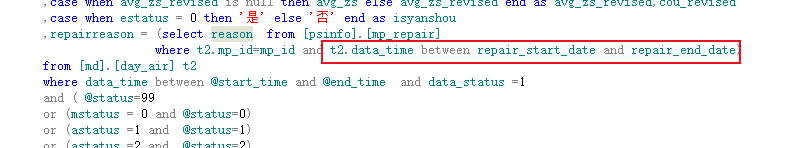 ,case when avg_zs_revised is null then avg_zs else avg_zs_revised end as avg_zs_revised,cou_revised
,case when estatus = 0 then '是' else '否' end as isyanshou
,repairreason = (select reason from [psinfo].[mp_repair]
where t2.mp_id=mp_id and t2.data_time between repair_start_date and repair_end_date)
from [md].[day_air] t2
where data_time between @start_time and @end_time and data_status =1
and ( @status=99
or (mstatus = 0 and @status=0)
or (astatus =1 and @status=1)
or (astatus =2 and @status=2)